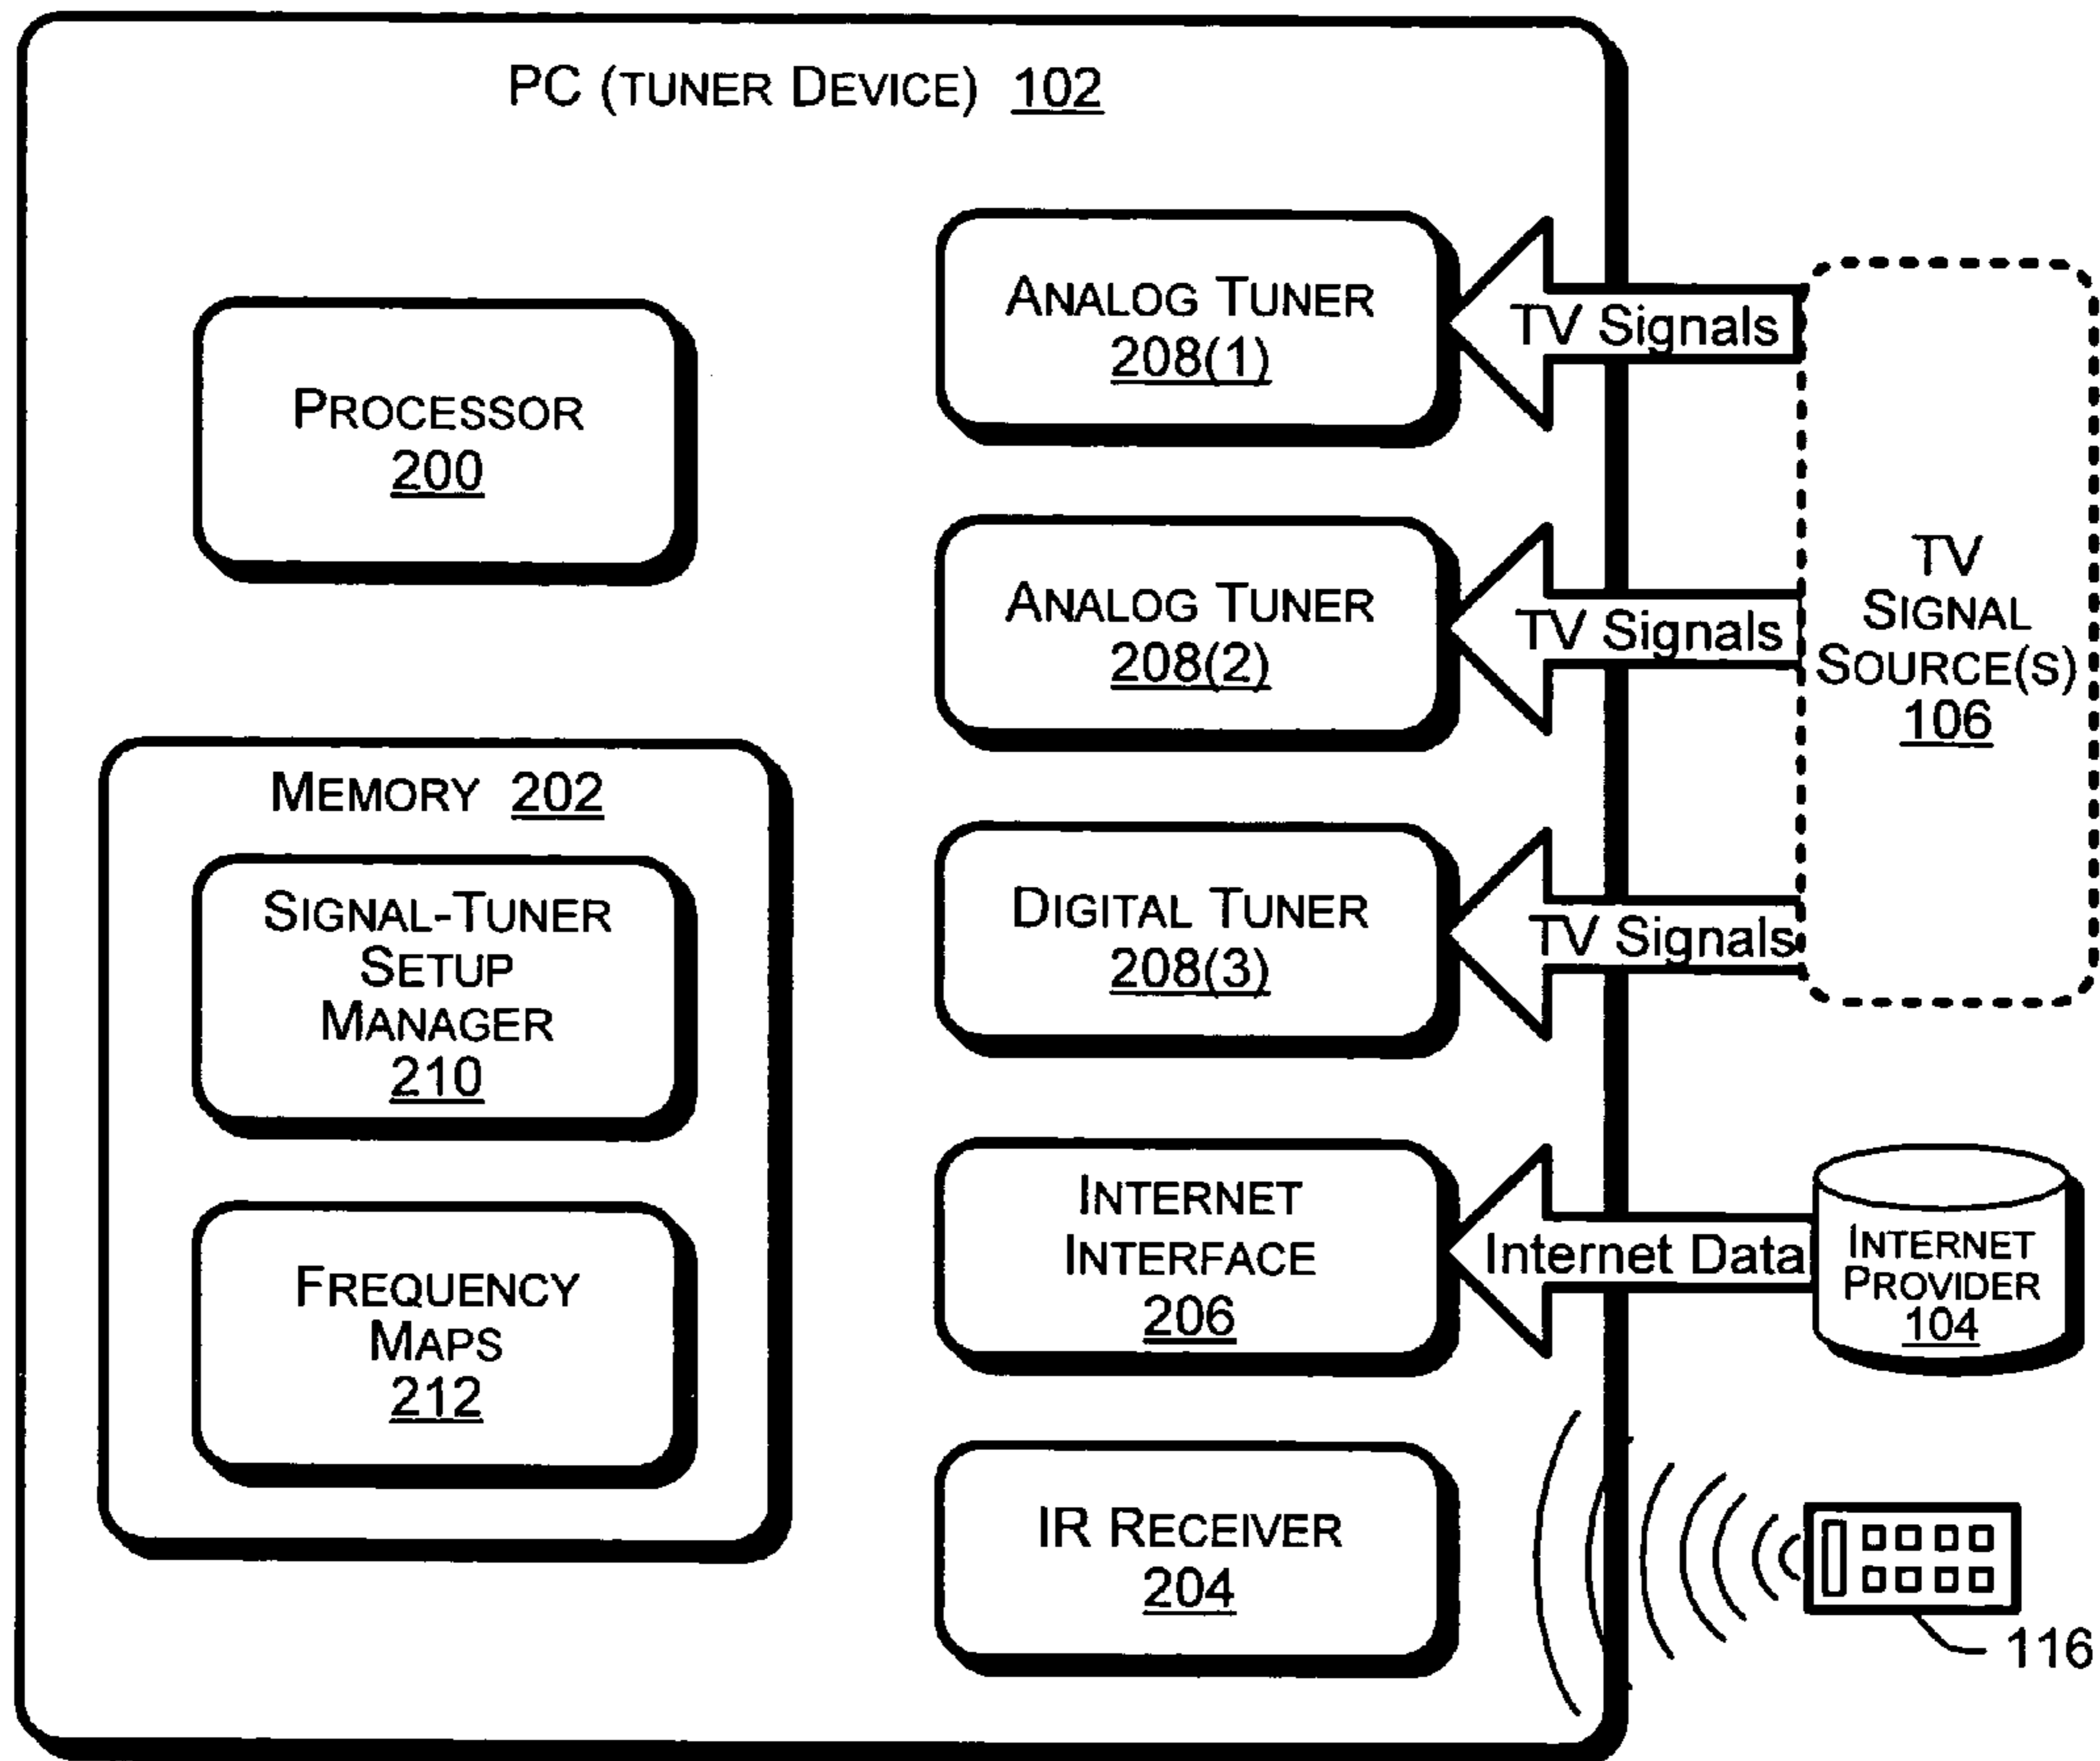 PC (TUNER DEVICE) 102
PROCESSOR
200
MEMORY 202
SIGNAL-TUNER
SETUP
MANAGER
210
FREQUENCY
MAPS
212
ANALOG TUNER
208(1)
TV Signals
ANALOG TUNER
208(2)
TV Signals
DIGITAL TUNER
208(3)
TV Signals
TV
SIGNAL
SOURCE(S)
106
INTERNET
INTERFACE
206
Internet Data
INTERNET
PROVIDER
104
IR RECEIVER
204
116